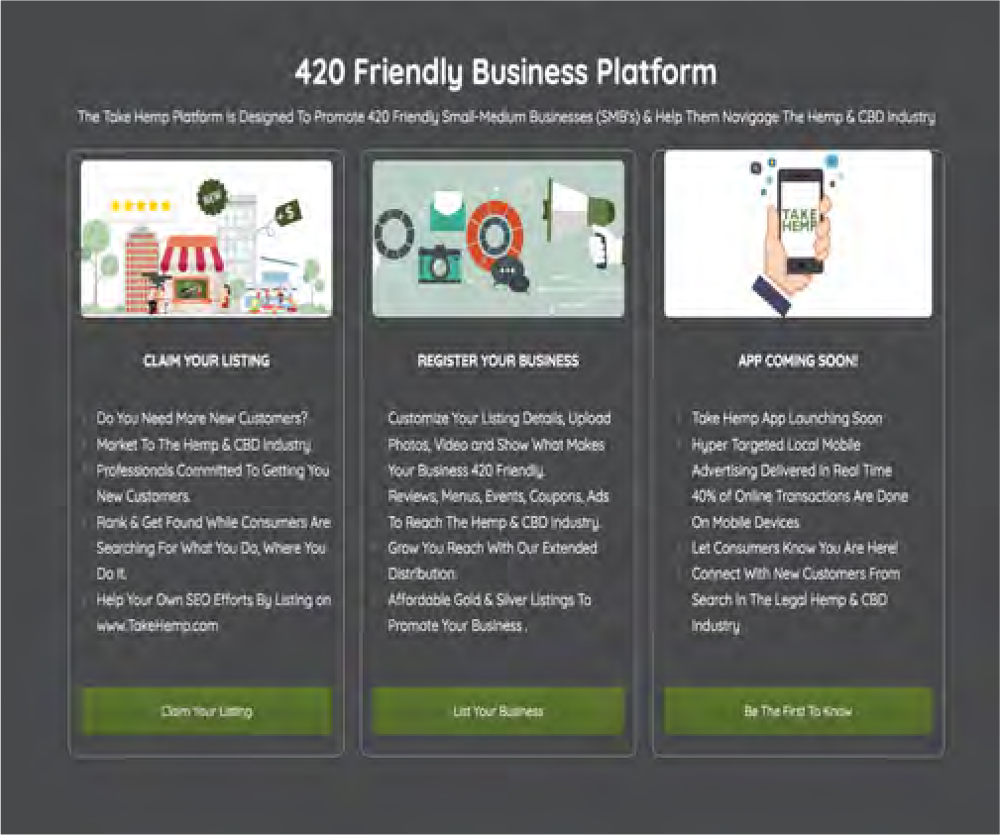 420 Friendly Business Platform
The Take Hemp Platform Is Designed To Promote 420 Friendly Small-Medium Businesses (SMB's) & Help Them Navigage The Hemp & CBD Industry
NEW
$
TAKE
HEMP
CLAIM YOUR LISTING
Do You Need More New Customers?
Market To The Hemp & CBD Industry
Professionals Committed To Getting You
New Customers.
Rank & Get Found While Consumers Are
Searching For What You Do, Where You
Do It.
Help Your Own SEO Efforts By Listing on
www.TakeHemp.com
Claim Your Listing
REGISTER YOUR BUSINESS
Customize Your Listing Details, Upload
Photos, Video and Show What Makes
Your Business 420 Friendly.
Reviews, Menus, Events, Coupons, Ads
To Reach The Hemp & CBD Industry.
Grow You Reach With Our Extended
Distribution.
Affordable Gold & Silver Listings To
Promote Your Business .
List Your Business
APP COMING SOON!
Take Hemp App Launching Soon
Hyper Targeted Local Mobile
Advertising Delivered In Real Time
40% of Online Transactions Are Done
On Mobile Devices
Let Consumers Know You Are Here!
Connect With New Customers From
Search In The Legal Hemp & CBD
Industry
Be The First To Know